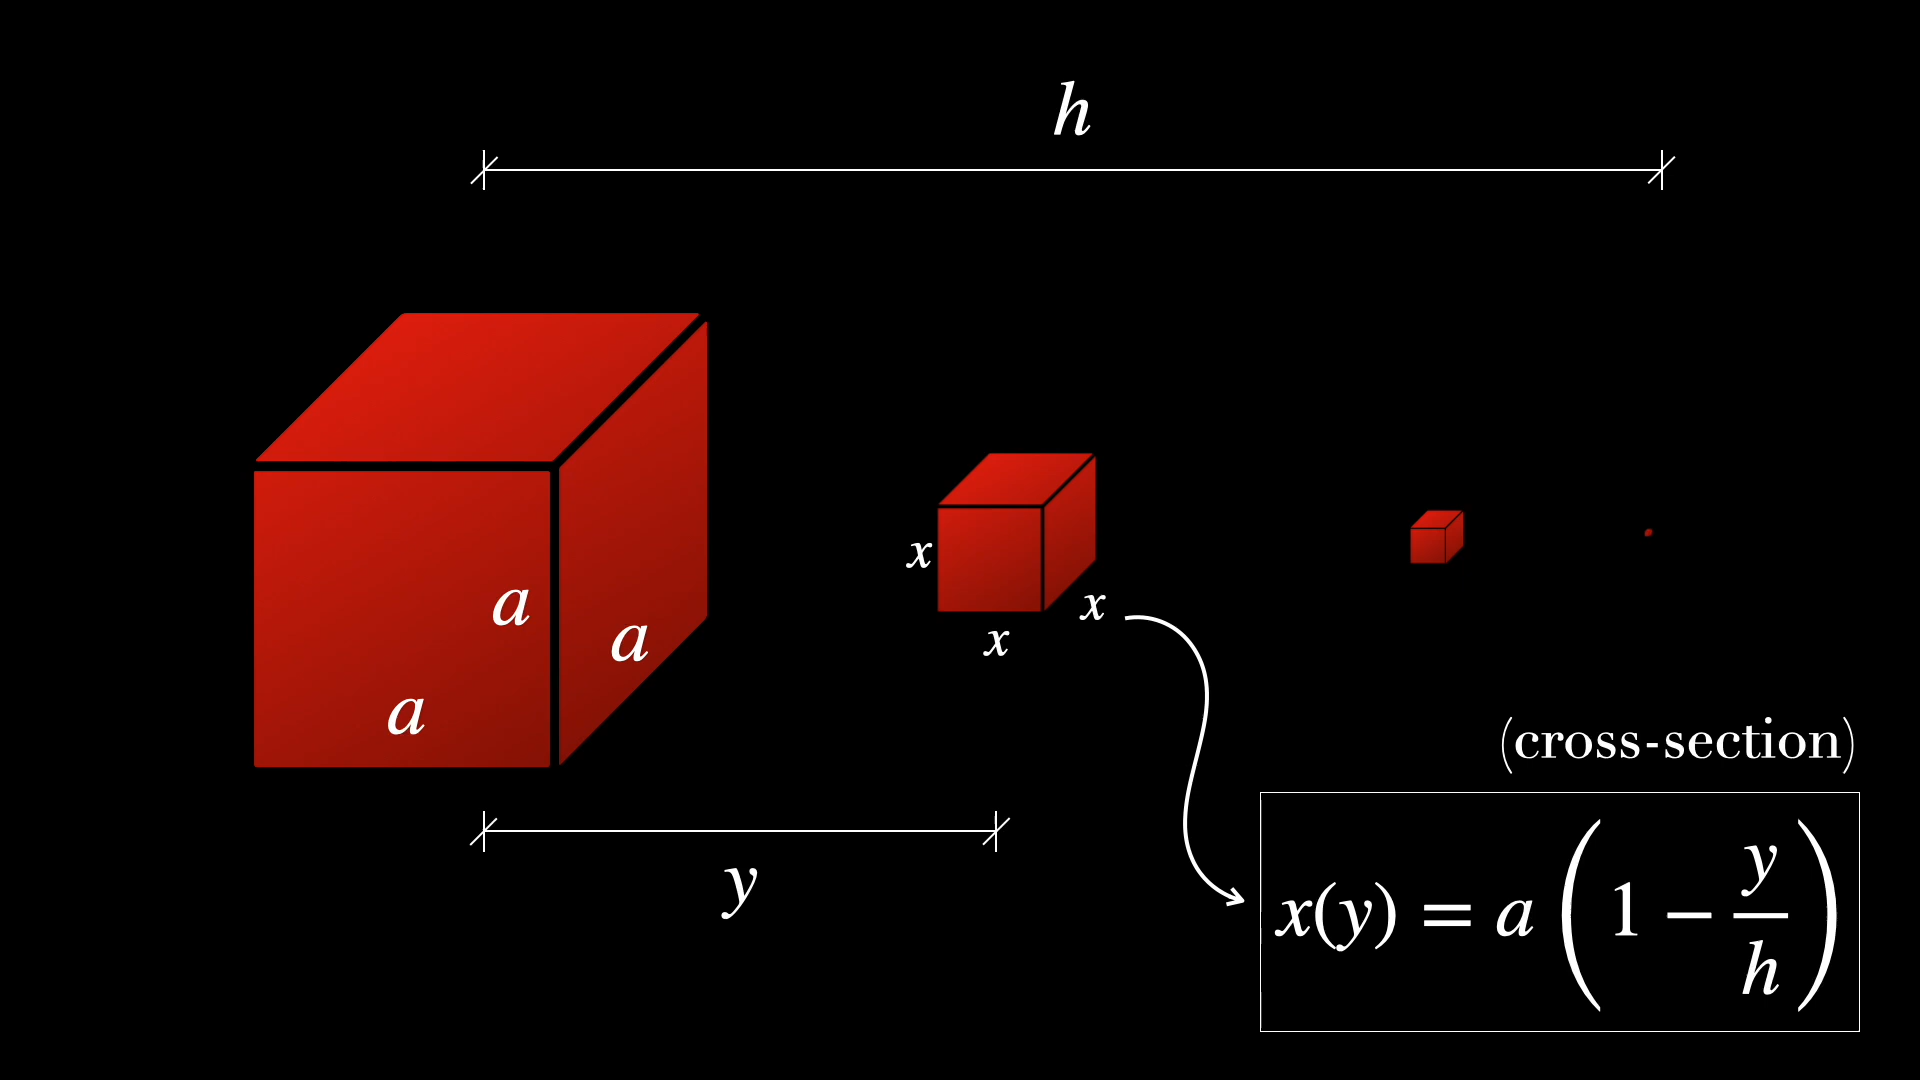 h
a
a
a
x
x
x
y
(cross-section)
x(y) = a(1 − y/h)